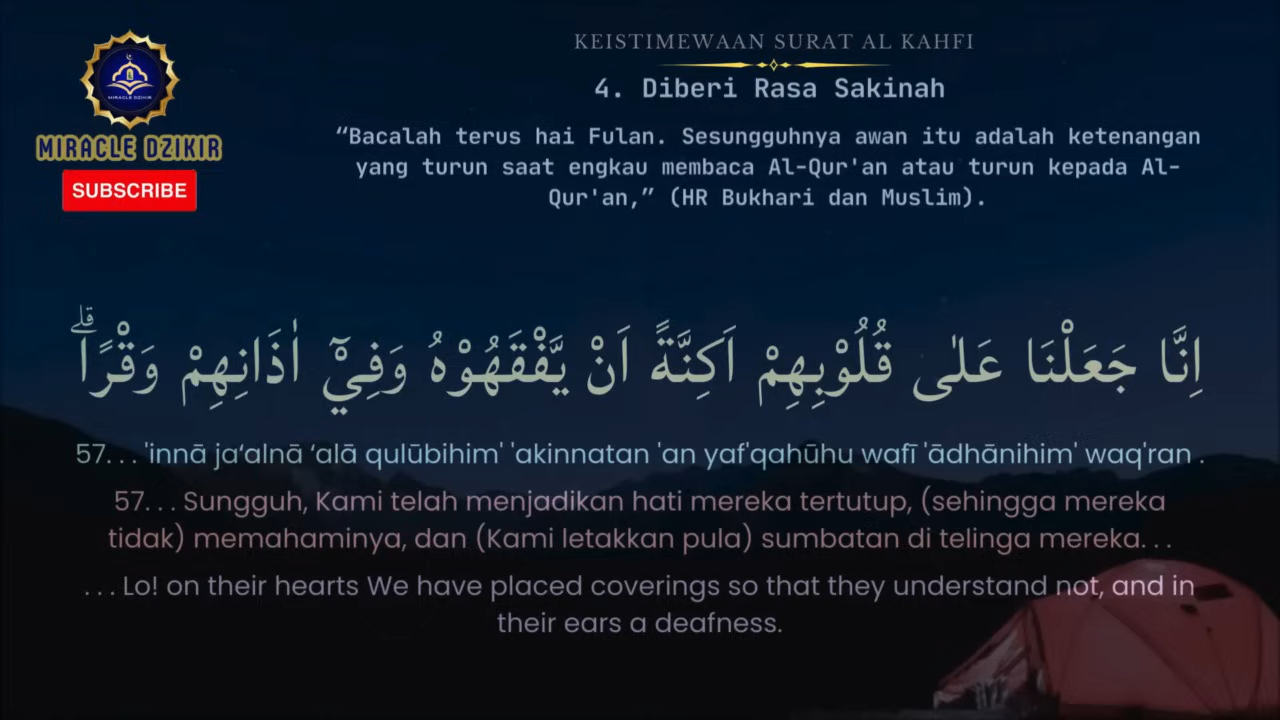 MIRACLE DZIKIR
MIRACLE DZIKIR
SUBSCRIBE
KEISTIMEWAAN SURAT AL KAHFI
4. Diberi Rasa Sakinah
“Bacalah terus hai Fulan. Sesungguhnya awan itu adalah ketenangan
yang turun saat engkau membaca Al-Qur'an atau turun kepada Al-
Qur'an,” (HR Bukhari dan Muslim).
اِنَّا جَعَلْنَا عَلٰى قُلُوْبِهِمْ اَكِنَّةً اَنْ يَّفْقَهُوْهُ وَفِيْٓ اٰذَانِهِمْ وَقْرًاۗ
57. . . 'innā ja‘alnā ‘alā qulūbihim' 'akinnatan 'an yaf'qahūhu wafī 'ādhānihim' waq'ran .
57. . . Sungguh, Kami telah menjadikan hati mereka tertutup, (sehingga mereka
tidak) memahaminya, dan (Kami letakkan pula) sumbatan di telinga mereka. . .
. . . Lo! on their hearts We have placed coverings so that they understand not, and in
their ears a deafness.